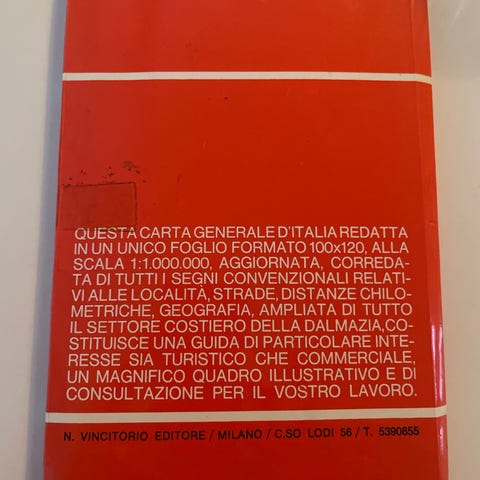 QUESTA CARTA GENERALE D'ITALIA REDATTA
IN UN UNICO FOGLIO FORMATO 100x120, ALLA
SCALA 1:1.000.000, AGGIORNATA, CORREDA-
TA DI TUTTI I SEGNI CONVENZIONALI RELATI-
VI ALLE LOCALITÀ, STRADE, DISTANZE CHILO-
METRICHE, GEOGRAFIA, AMPLIATA DI TUTTO
IL SETTORE COSTIERO DELLA DALMAZIA, CO-
STITUISCE UNA GUIDA DI PARTICOLARE INTE-
RESSE SIA TURISTICO CHE COMMERCIALE,
UN MAGNIFICO QUADRO ILLUSTRATIVO E DI
CONSULTAZIONE PER IL VOSTRO LAVORO.
N. VINCITORIO EDITORE / MILANO / C.SO LODI 56 / T. 5390855